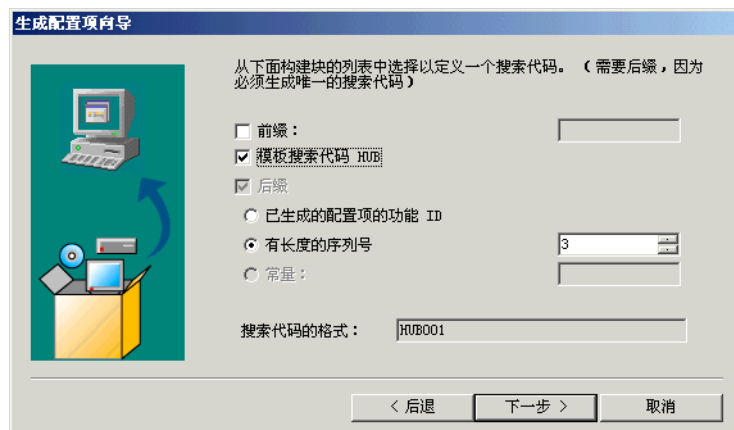 生成配置项向导
从下面构建块的列表中选择以定义一个搜索代码。（需要后缀，因为
必须生成唯一的搜索代码）
前缀：
模板搜索代码 HUB
后缀
已生成的配置项的功能 ID
有长度的序列号 3
常量：
搜索代码的格式： HUB001
< 后退 下一步 > 取消